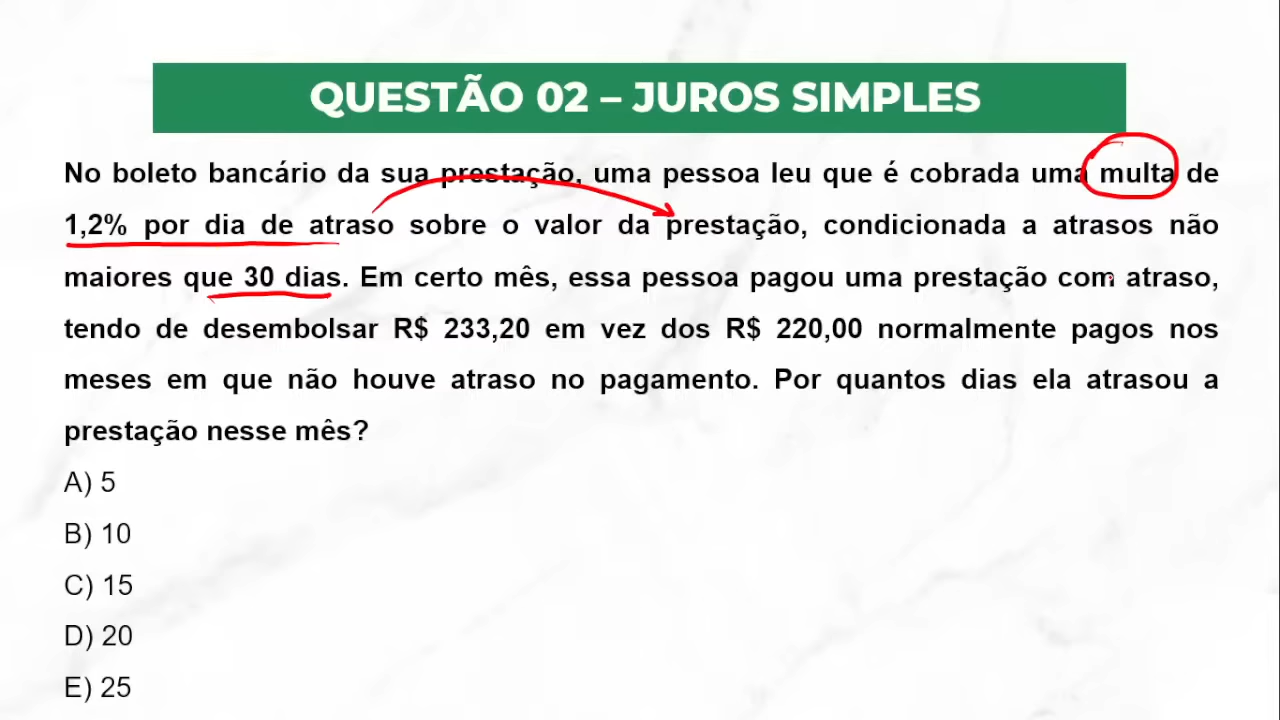 QUESTÃO 02 – JUROS SIMPLES
No boleto bancário da sua prestação, uma pessoa leu que é cobrada uma multa de
1,2% por dia de atraso sobre o valor da prestação, condicionada a atrasos não
maiores que 30 dias. Em certo mês, essa pessoa pagou uma prestação com atraso,
tendo de desembolsar R$ 233,20 em vez dos R$ 220,00 normalmente pagos nos
meses em que não houve atraso no pagamento. Por quantos dias ela atrasou a
prestação nesse mês?
A) 5
B) 10
C) 15
D) 20
E) 25